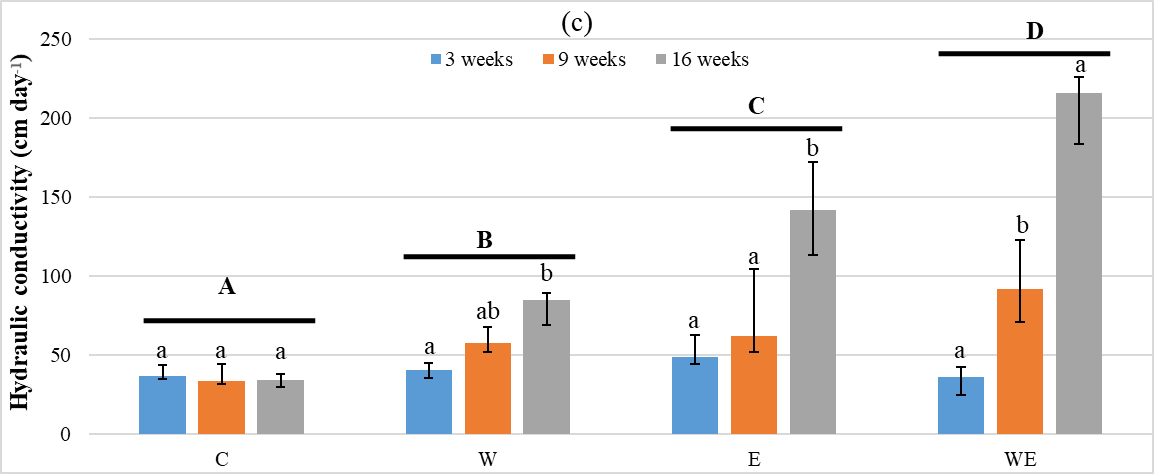 (c)
Hydraulic conductivity (cm day⁻¹)
250
200
150
100
50
0
3 weeks 9 weeks 16 weeks
A
B
C
D
a a a
a ab b
a a b
a b a
C W E WE